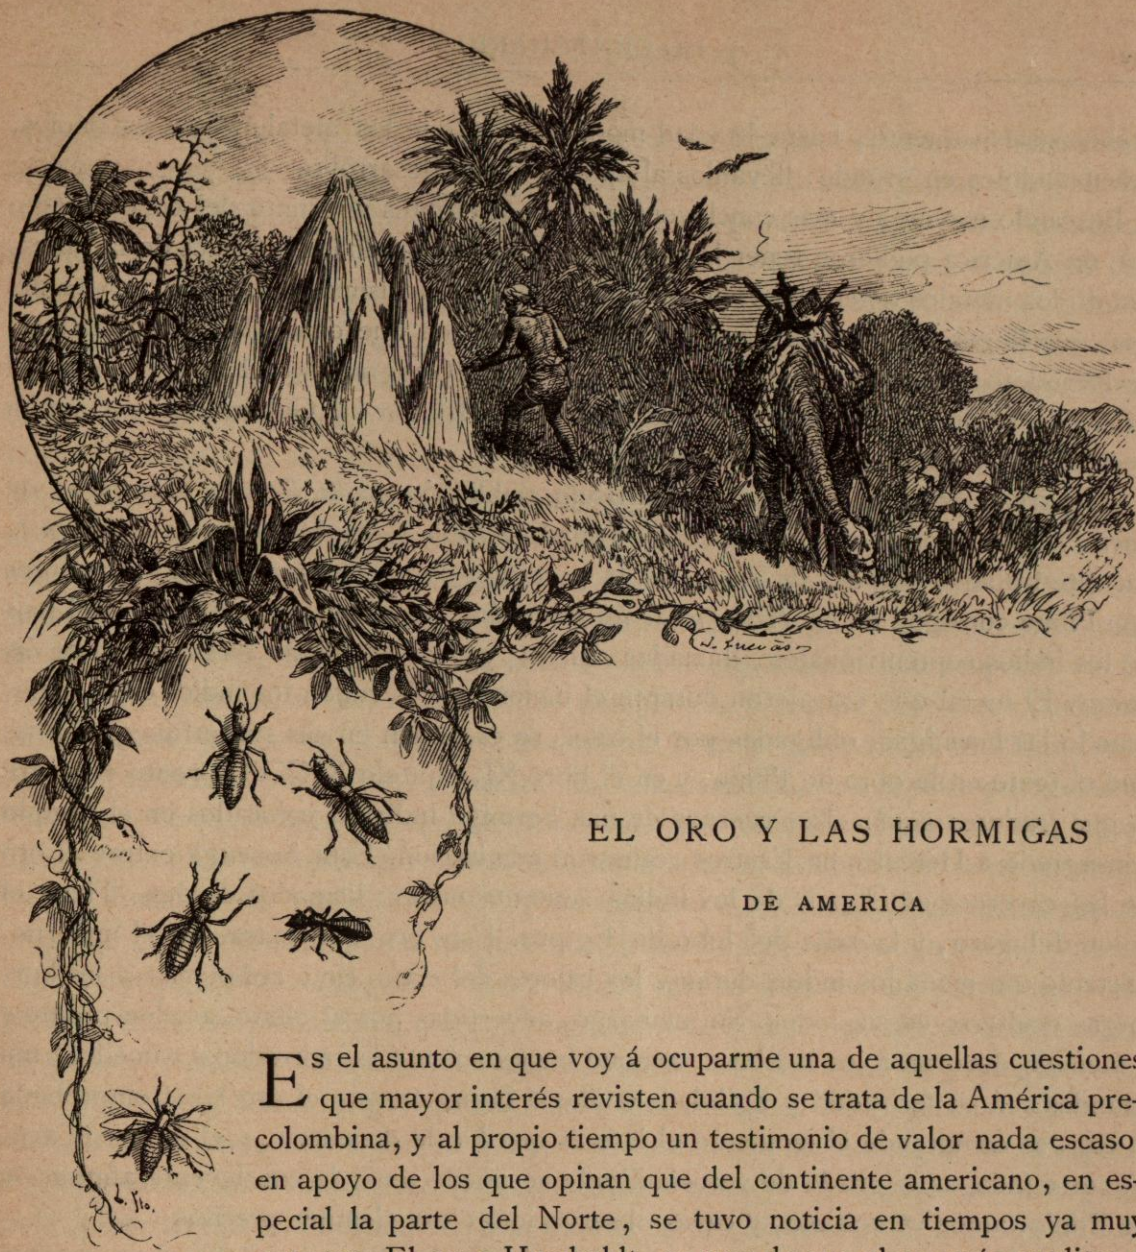 EL ORO Y LAS HORMIGAS
DE AMERICA
Es el asunto en que voy á ocuparme una de aquellas cuestiones
que mayor interés revisten cuando se trata de la América pre-
colombina, y al propio tiempo un testimonio de valor nada escaso
en apoyo de los que opinan que del continente americano, en es-
pecial la parte del Norte, se tuvo noticia en tiempos ya muy